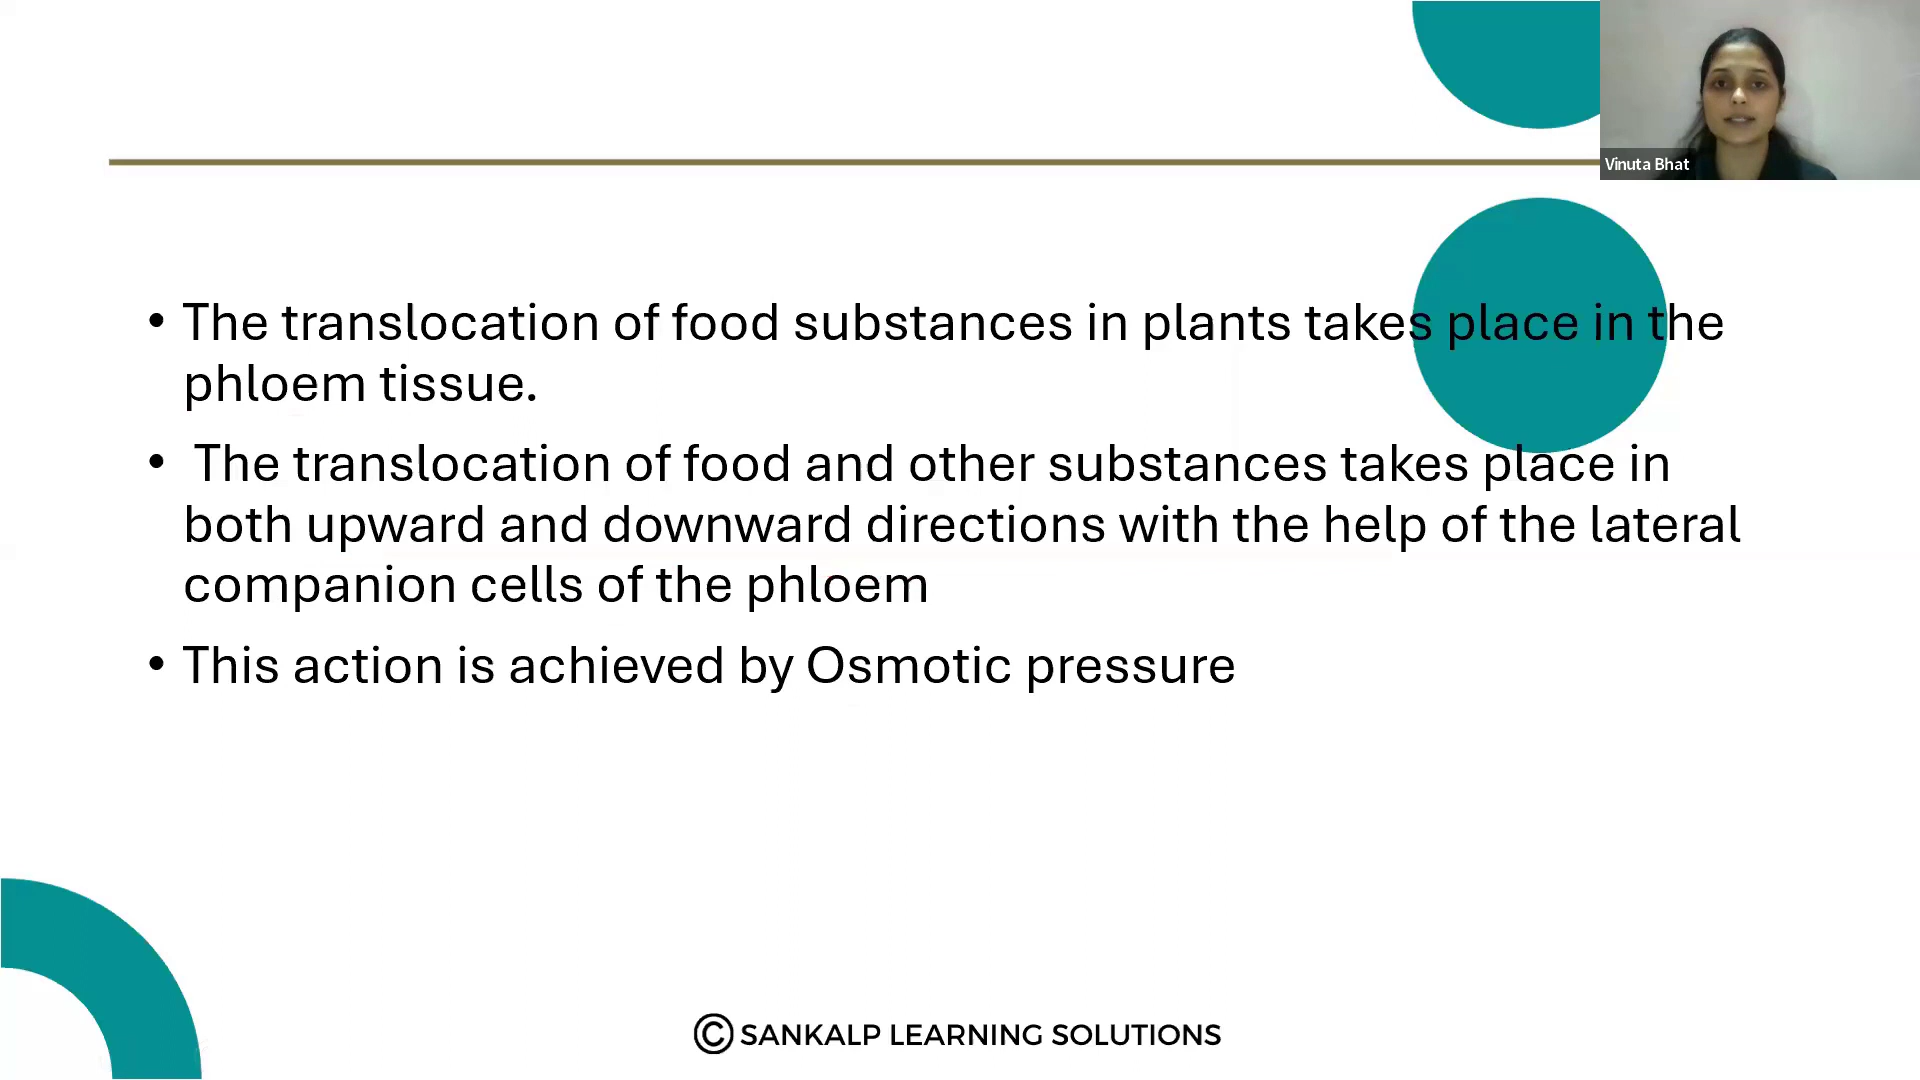 Vinuta Bhat
• The translocation of food substances in plants takes place in the
phloem tissue.
• The translocation of food and other substances takes place in
both upward and downward directions with the help of the lateral
companion cells of the phloem
• This action is achieved by Osmotic pressure
© SANKALP LEARNING SOLUTIONS